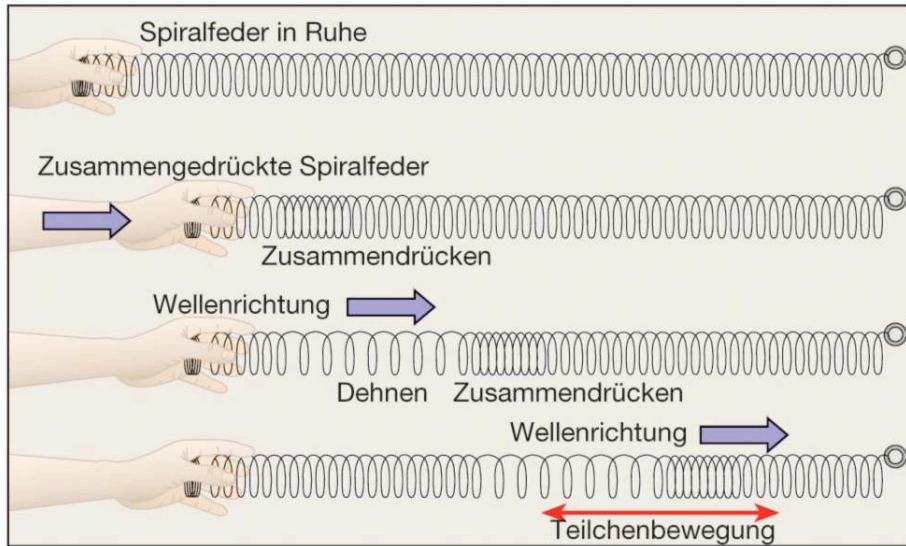 Spiralfeder in Ruhe
Zusammengedrückte Spiralfeder
Zusammendrücken
Wellenrichtung
Dehnen Zusammendrücken
Wellenrichtung
Teilchenbewegung